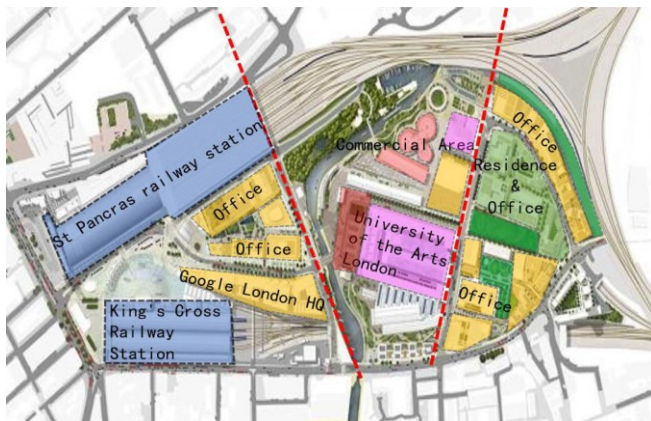 St Pancras railway station
Office
Office
Google London HQ
King's Cross
Railway
Station
Commercial Area
University
of the Arts
London
Office
Residence
&
Office
Office